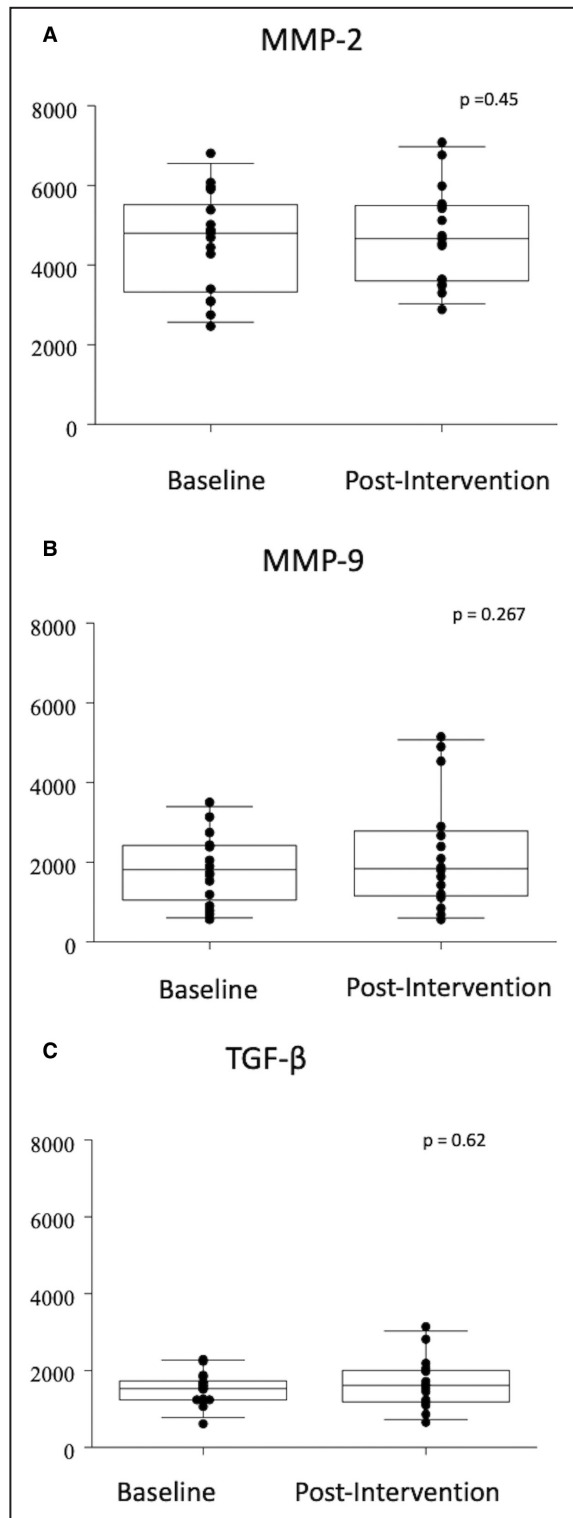 A
MMP-2
p =0.45
8000
6000
4000
2000
0
Baseline Post-Intervention
B
MMP-9
p = 0.267
8000
6000
4000
2000
0
Baseline Post-Intervention
C
TGF-β
p = 0.62
8000
6000
4000
2000
0
Baseline Post-Intervention